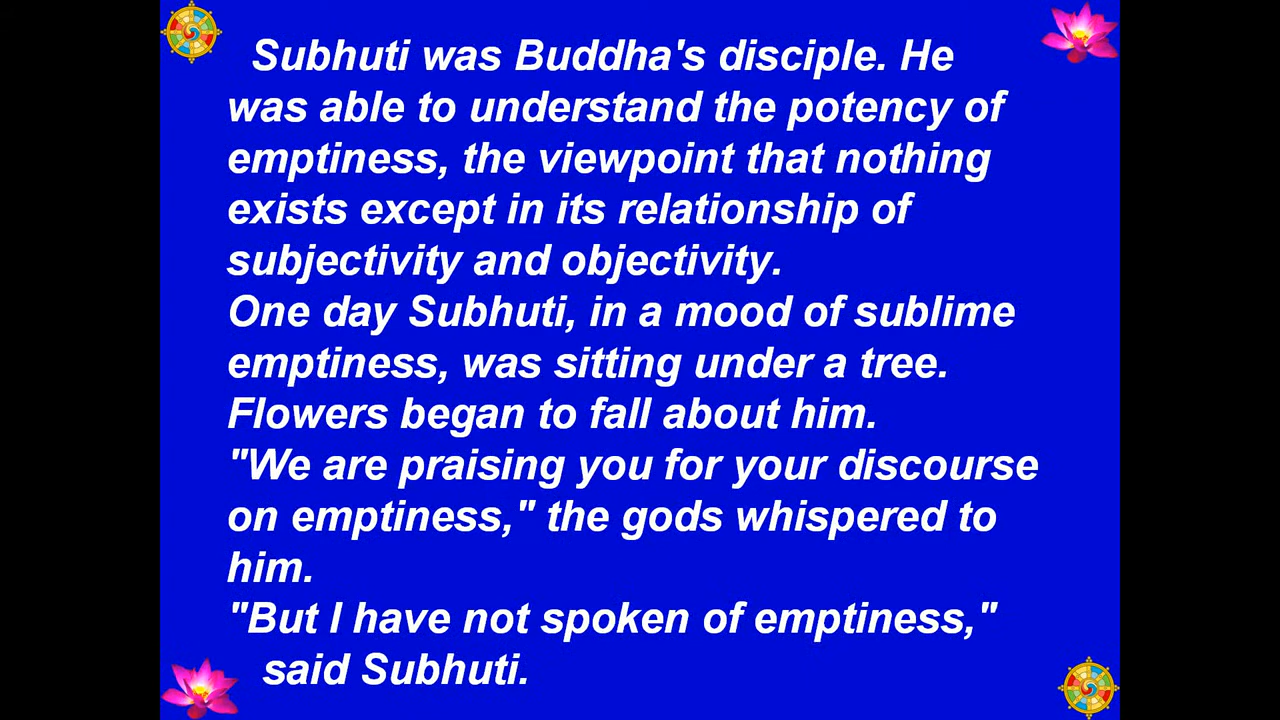 Subhuti was Buddha's disciple. He
was able to understand the potency of
emptiness, the viewpoint that nothing
exists except in its relationship of
subjectivity and objectivity.
One day Subhuti, in a mood of sublime
emptiness, was sitting under a tree.
Flowers began to fall about him.
"We are praising you for your discourse
on emptiness," the gods whispered to
him.
"But I have not spoken of emptiness,"
said Subhuti.